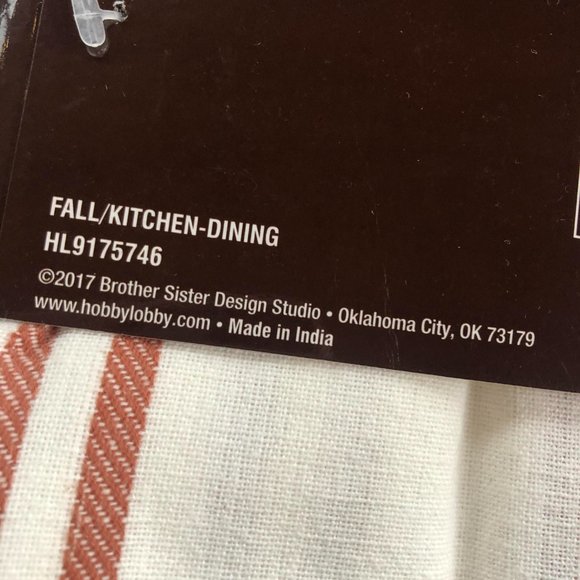 FALL/KITCHEN-DINING
HL9175746
©2017 Brother Sister Design Studio • Oklahoma City, OK 73179
www.hobbylobby.com • Made in India